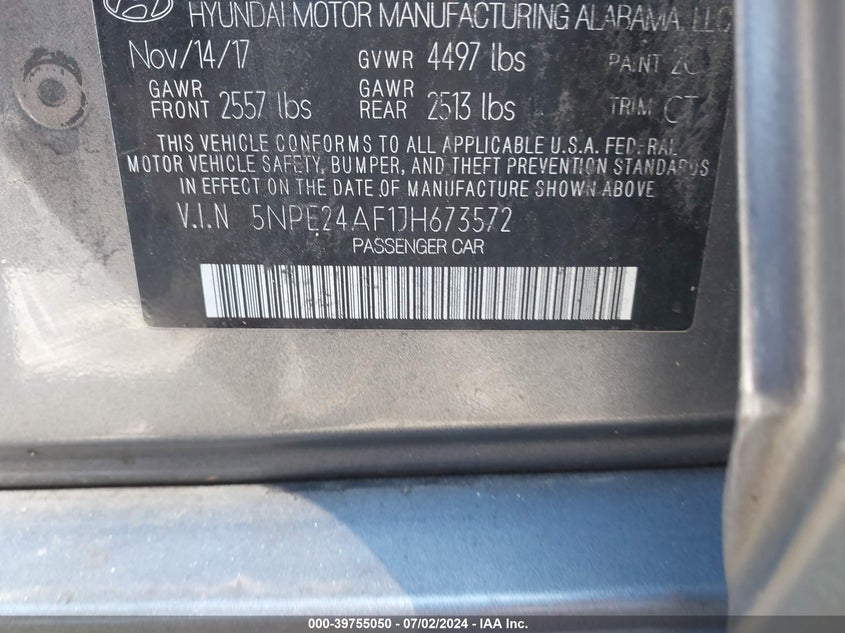 HYUNDAI MOTOR MANUFACTURING ALABAMA, LLC
Nov/14/17 GVWR 4497 lbs PAINT
GAWR FRONT 2557 lbs GAWR REAR 2513 lbs TRIM CT
THIS VEHICLE CONFORMS TO ALL APPLICABLE U.S.A. FEDERAL
MOTOR VEHICLE SAFETY, BUMPER, AND THEFT PREVENTION STANDARDS
IN EFFECT ON THE DATE OF MANUFACTURE SHOWN ABOVE
V.I.N 5NPE24AF1JH673572
PASSENGER CAR
000-39755050 - 07/02/2024 - IAA Inc.